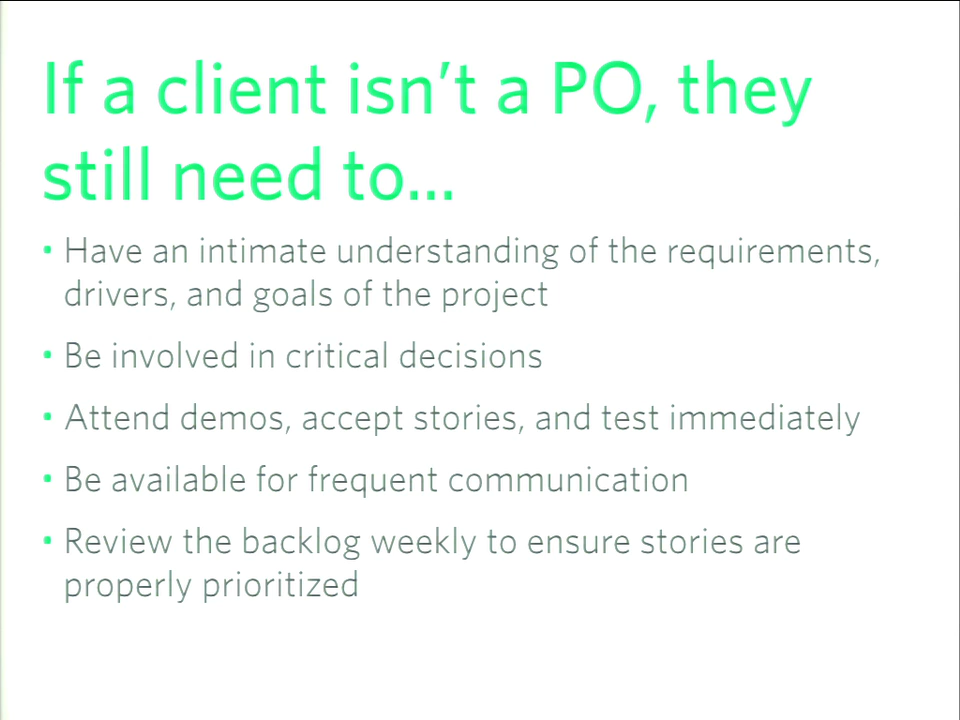 If a client isn’t a PO, they
still need to...
• Have an intimate understanding of the requirements,
drivers, and goals of the project
• Be involved in critical decisions
• Attend demos, accept stories, and test immediately
• Be available for frequent communication
• Review the backlog weekly to ensure stories are
properly prioritized